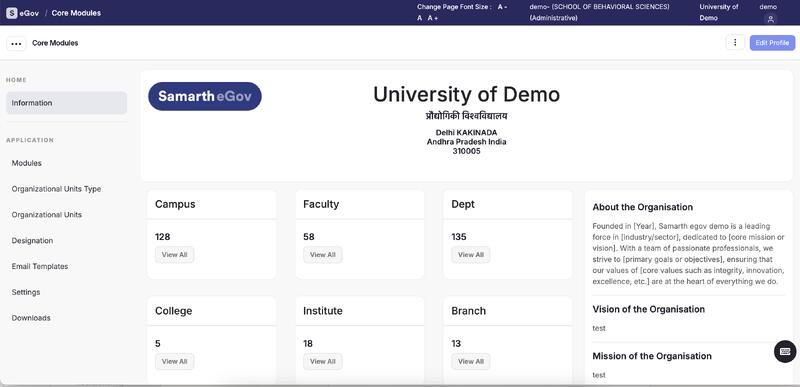 S eGov / Core Modules
Change Page Font Size : A -
A A +
demo- (SCHOOL OF BEHAVIORAL SCIENCES)
(Administrative)
University of
Demo
demo
Core Modules
Edit Profile
HOME
Information
APPLICATION
Modules
Organizational Units Type
Organizational Units
Designation
Email Templates
Settings
Downloads
Samarth eGov
University of Demo
प्रौद्योगिकी विश्वविद्यालय
Delhi KAKINADA
Andhra Pradesh India
310005
Campus
128
View All
Faculty
58
View All
Dept
135
View All
College
5
View All
Institute
18
View All
Branch
13
View All
About the Organisation
Founded in [Year], Samarth egov demo is a leading
force in [industry/sector], dedicated to [core mission or
vision]. With a team of passionate professionals, we
strive to [primary goals or objectives], ensuring that
our values of [core values such as integrity, innovation,
excellence, etc.] are at the heart of everything we do.
Vision of the Organisation
test
Mission of the Organisation
test